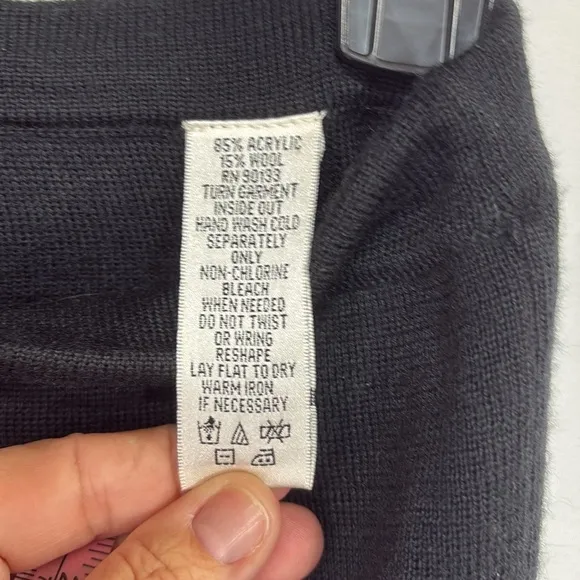 85% ACRYLIC
15% WOOL
RN 90133
TURN GARMENT
INSIDE OUT
HAND WASH COLD
SEPARATELY
ONLY
NON-CHLORINE
BLEACH
WHEN NEEDED
DO NOT TWIST
OR WRING
RESHAPE
LAY FLAT TO DRY
WARM IRON
IF NECESSARY